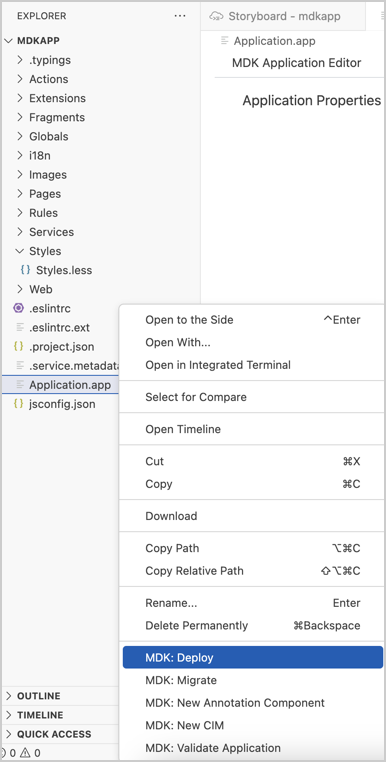 EXPLORER ···
MDKAPP
.typings
Actions
Extensions
Fragments
Globals
i18n
Images
Pages
Rules
Services
Styles
{} Styles.less
Web
.eslintrc
.eslintrc.ext
{} .project.json
.service.metadata
Application.app
{} jsconfig.json
OUTLINE
TIMELINE
QUICK ACCESS
0 0
Storyboard - mdkapp
Application.app
MDK Application Editor
Application Properties
Open to the Side ^Enter
Open With...
Open in Integrated Terminal
Select for Compare
Open Timeline
Cut ⌘X
Copy ⌘C
Download
Copy Path ⌥⌘C
Copy Relative Path ⇧⌥⌘C
Rename... Enter
Delete Permanently ⌘Backspace
MDK: Deploy
MDK: Migrate
MDK: New Annotation Component
MDK: New CIM
MDK: Validate Application